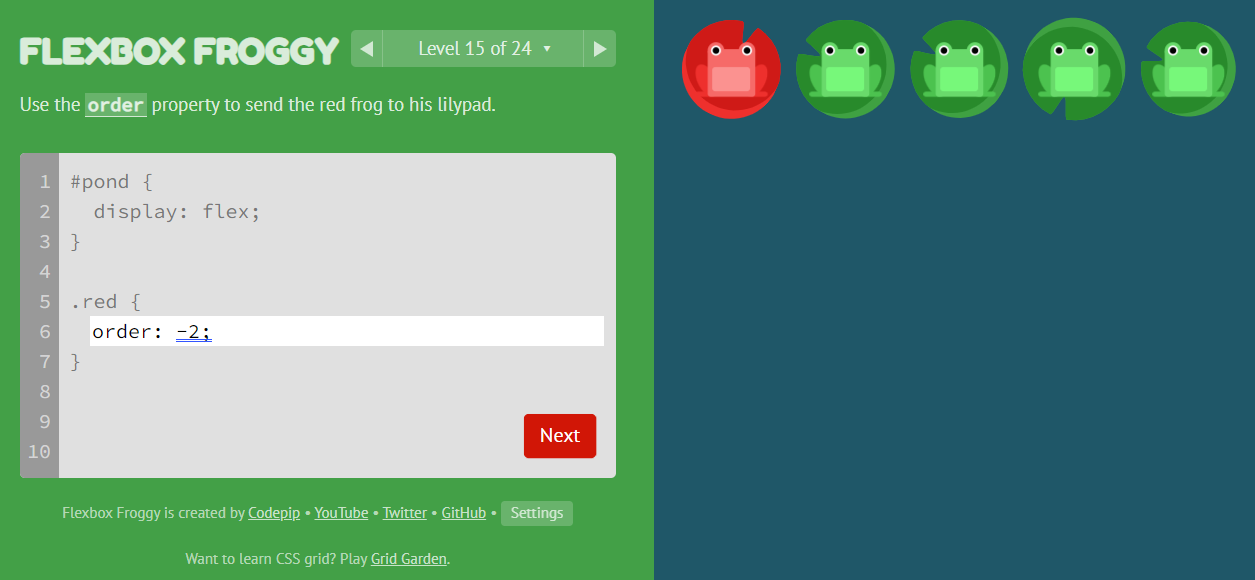 FLEXBOX FROGGY
◀ Level 15 of 24 ▾ ▶
Use the order property to send the red frog to his lilypad.
1 #pond {
2   display: flex;
3 }
4
5 .red {
6   order: -2;
7 }
8
9
10
Next
Flexbox Froggy is created by Codepip • YouTube • Twitter • GitHub • Settings
Want to learn CSS grid? Play Grid Garden.